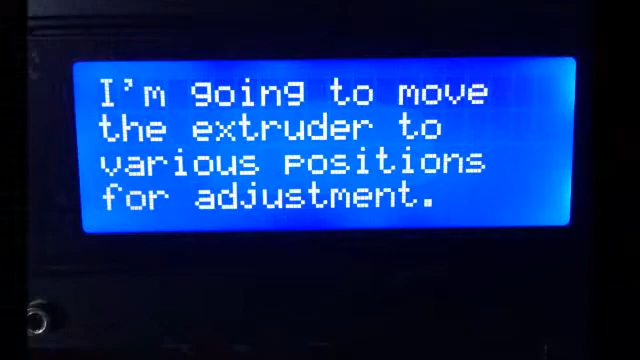 I'm going to move
the extruder to
various positions
for adjustment.